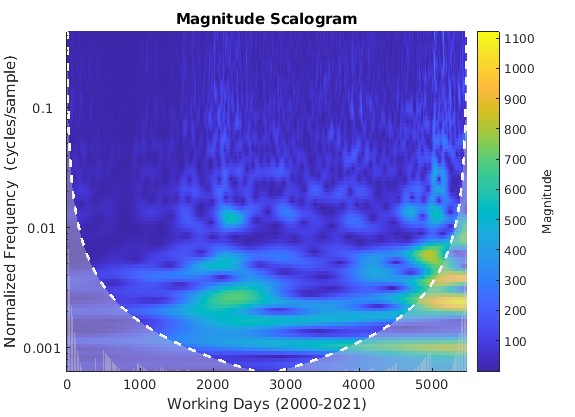 Magnitude Scalogram
Normalized Frequency (cycles/sample)
0.1
0.01
0.001
0 1000 2000 3000 4000 5000
Working Days (2000-2021)
1100
1000
900
800
700
600
500
400
300
200
100
Magnitude